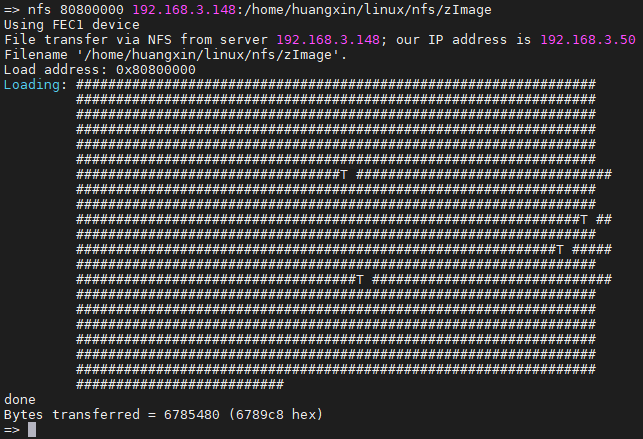 => nfs 80800000 192.168.3.148:/home/huangxin/linux/nfs/zImage
Using FEC1 device
File transfer via NFS from server 192.168.3.148; our IP address is 192.168.3.50
Filename '/home/huangxin/linux/nfs/zImage'.
Load address: 0x80800000
Loading: #################################################################
#################################################################
#################################################################
#################################################################
#################################################################
#################################################################
#################################T ################################
#################################################################
#################################################################
###############################################################T ##
#################################################################
############################################################T #####
#################################################################
###################################T ##############################
#################################################################
#################################################################
#################################################################
#################################################################
#################################################################
#################################################################
##########################
done
Bytes transferred = 6785480 (6789c8 hex)
=>